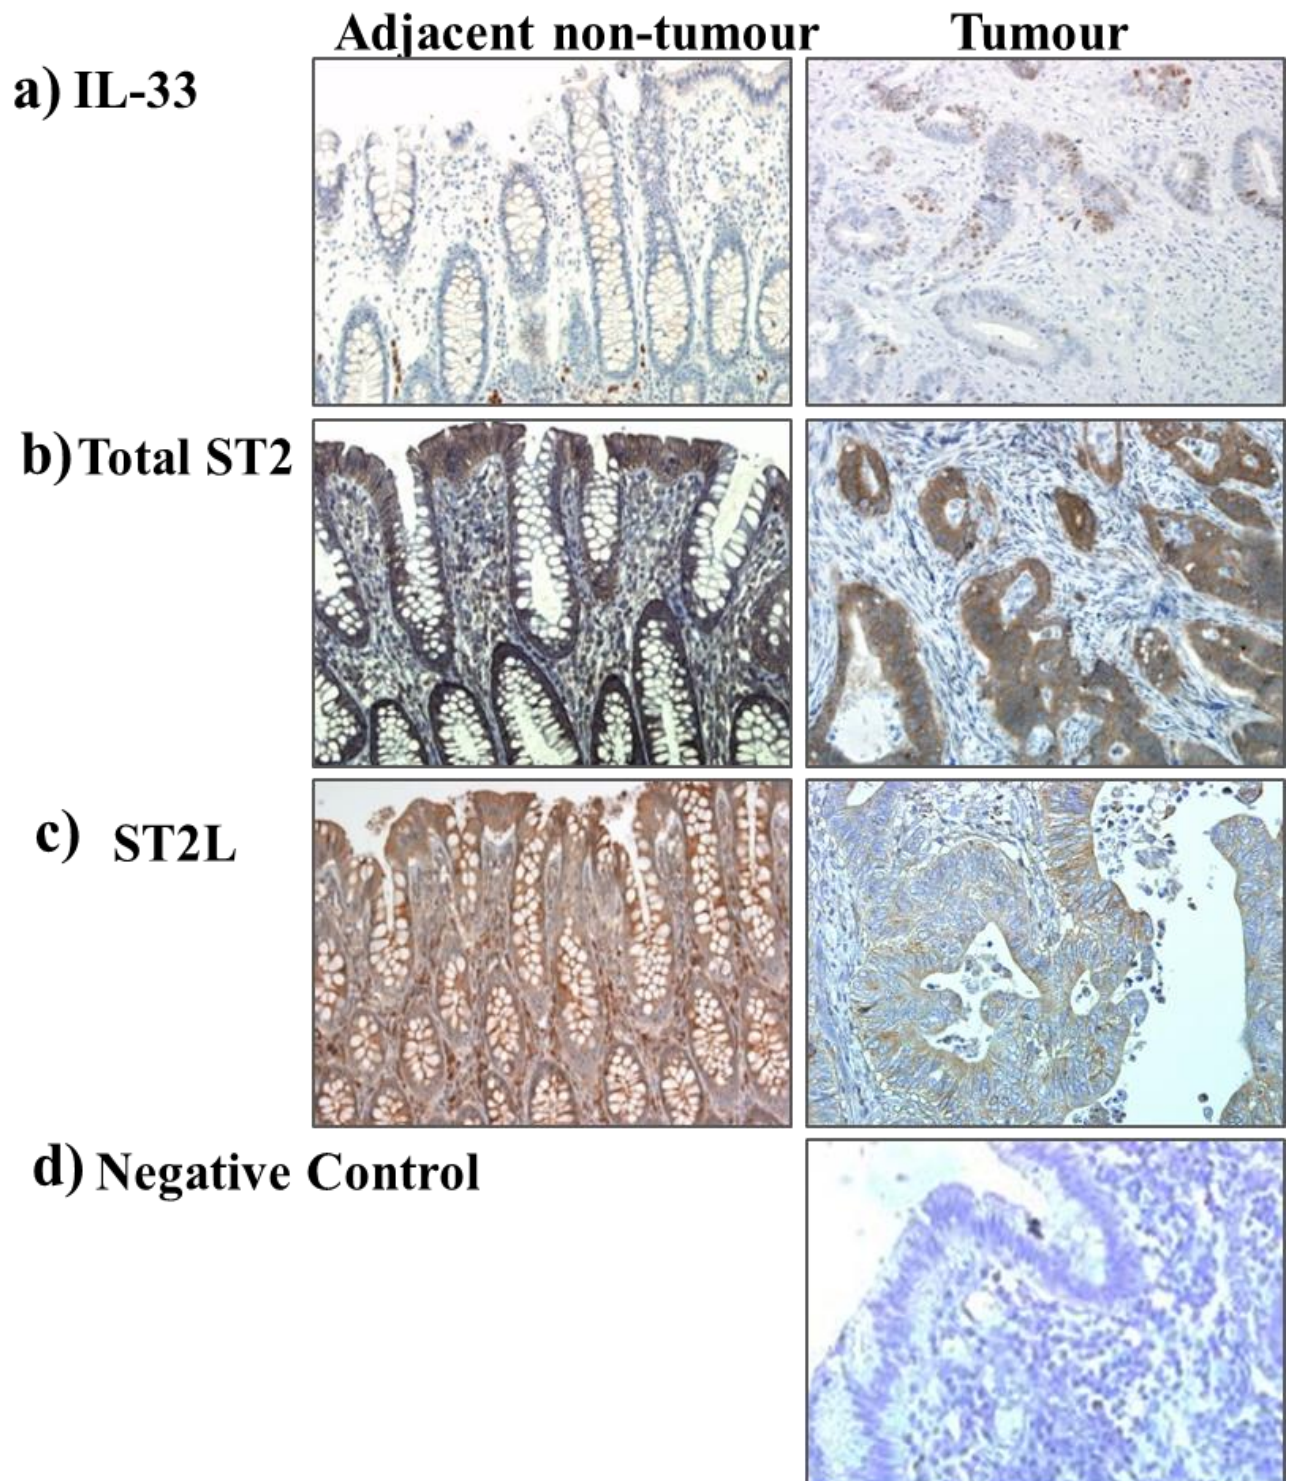 Adjacent non-tumour Tumour
a) IL-33
b) Total ST2
c) ST2L
d) Negative Control